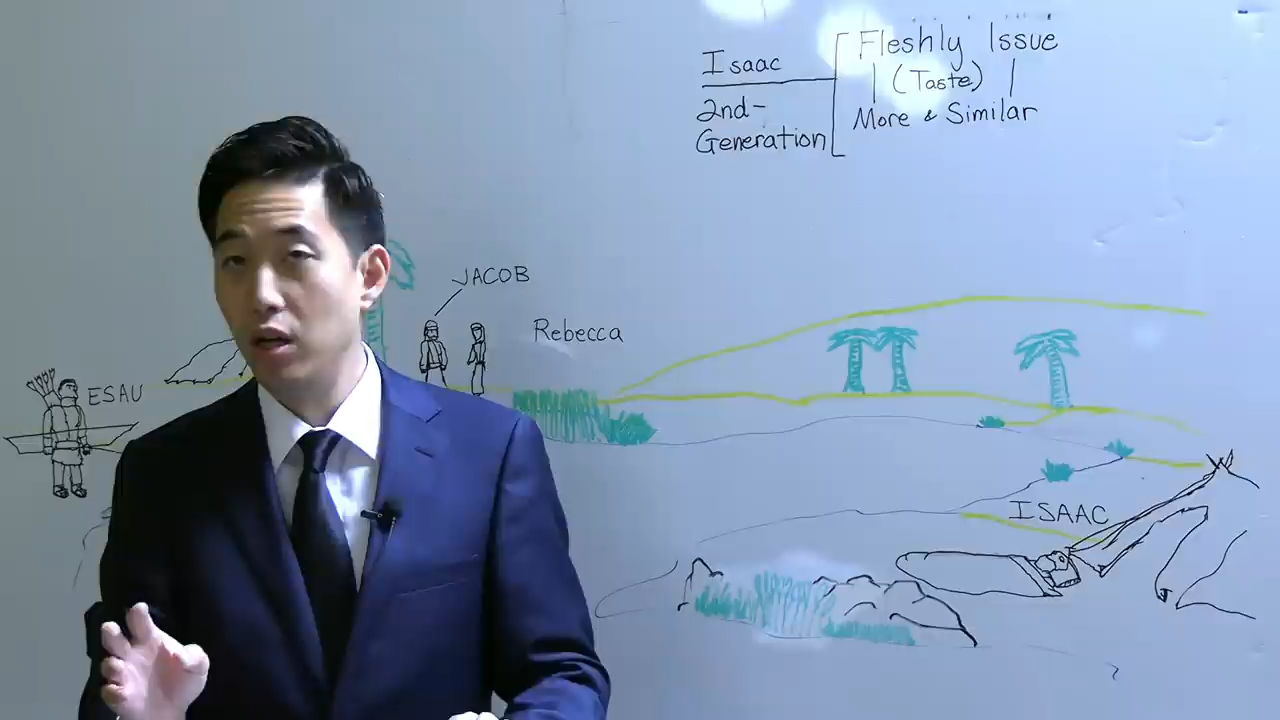 Isaac
2nd-
Generation
Fleshly Issue
(Taste)
More & Similar
JACOB
Rebecca
ESAU
ISAAC